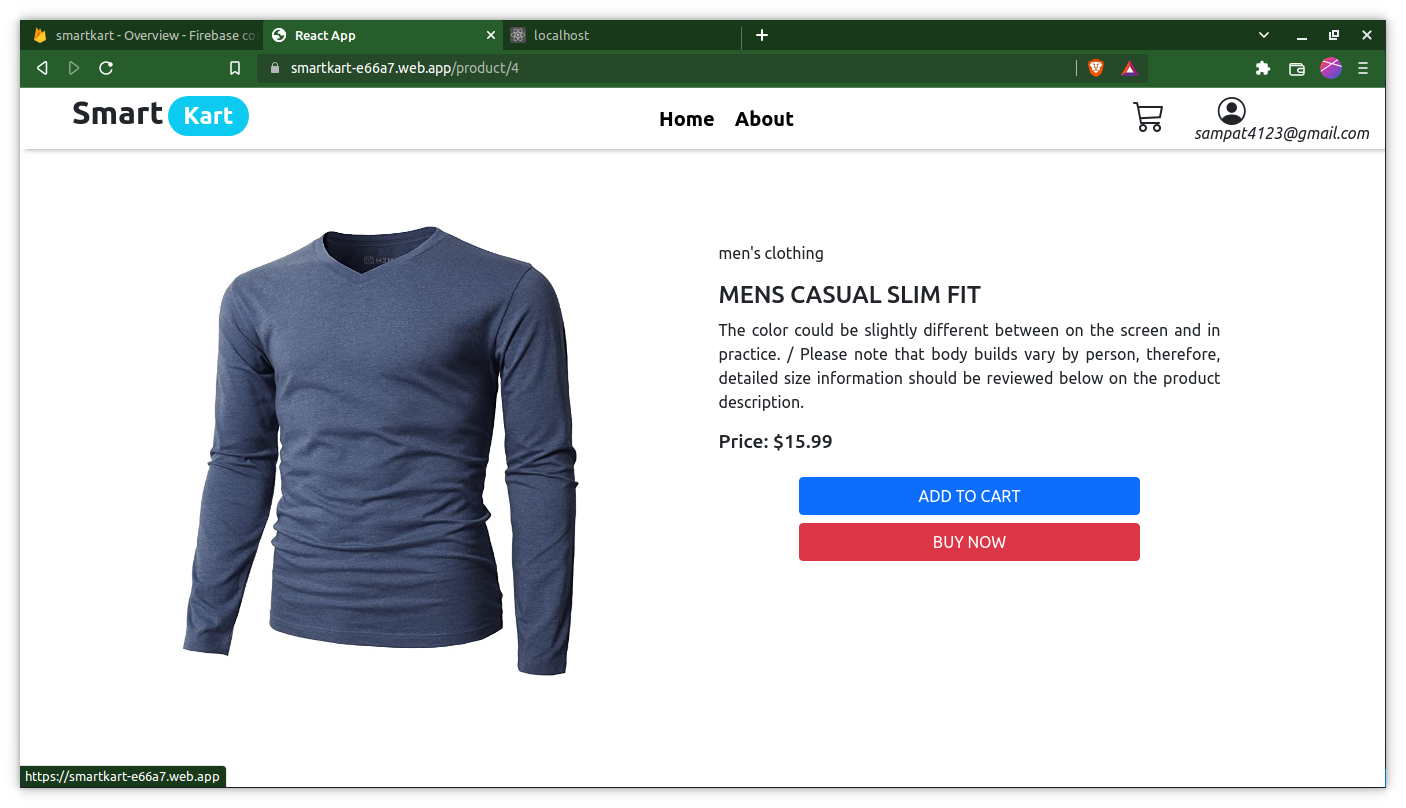 smartkart - Overview - Firebase co
React App
localhost
smartkart-e66a7.web.app/product/4
Smart Kart
Home About
sampat4123@gmail.com
men's clothing
MENS CASUAL SLIM FIT
The color could be slightly different between on the screen and in
practice. / Please note that body builds vary by person, therefore,
detailed size information should be reviewed below on the product
description.
Price: $15.99
ADD TO CART
BUY NOW
https://smartkart-e66a7.web.app